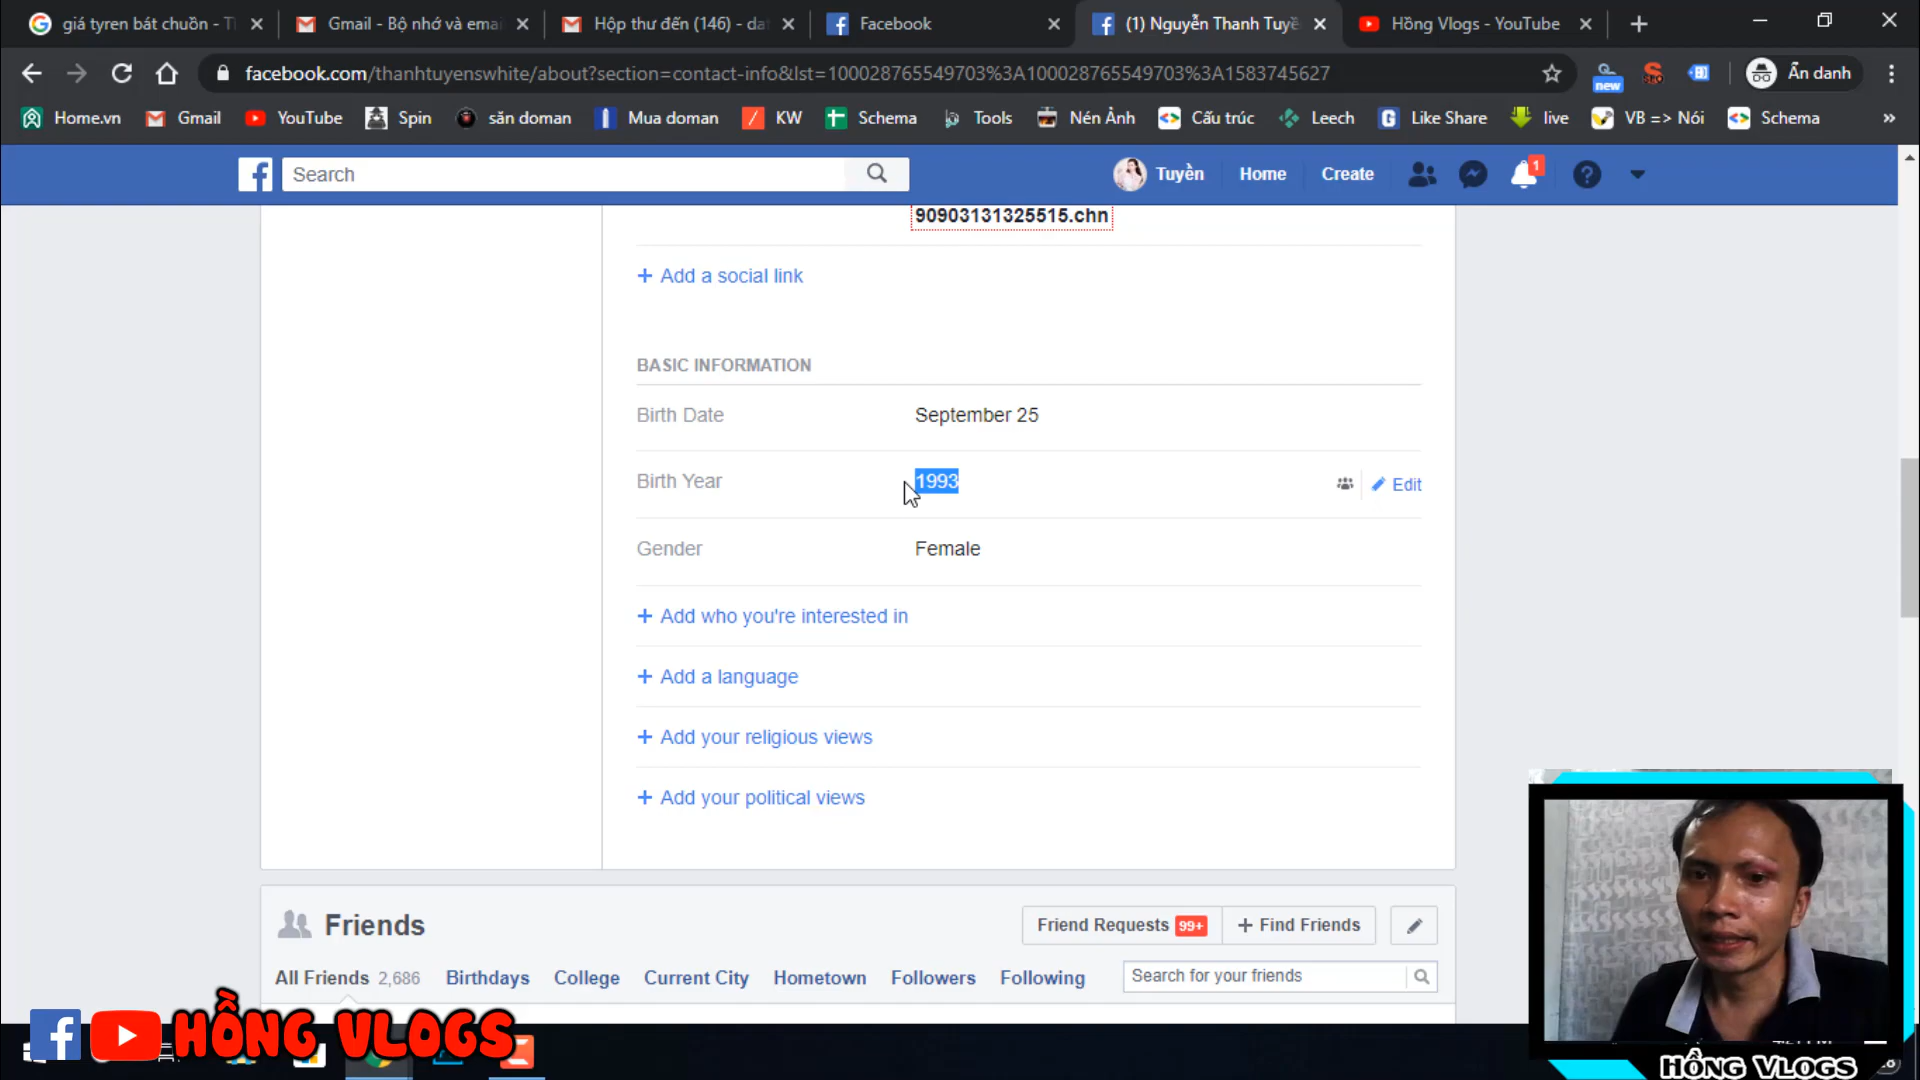 giá tyren bát chuồn - T
Gmail - Bộ nhớ và emai
Hộp thư đến (146) - da
Facebook
(1) Nguyễn Thanh Tuyề
Hồng Vlogs - YouTube
facebook.com/thanhtuyenswhite/about?section=contact-info&lst=100028765549703%3A100028765549703%3A1583745627
new
Ẩn danh
Home.vn
Gmail
YouTube
Spin
săn doman
Mua doman
KW
Schema
Tools
Nén Ảnh
Cấu trúc
Leech
Like Share
live
VB => Nói
Schema
»
Search
Tuyền
Home
Create
1
90903131325515.chn
+ Add a social link
BASIC INFORMATION
Birth Date
September 25
Birth Year
1993
Edit
Gender
Female
+ Add who you're interested in
+ Add a language
+ Add your religious views
+ Add your political views
Friends
Friend Requests 99+
+ Find Friends
All Friends 2,686
Birthdays
College
Current City
Hometown
Followers
Following
Search for your friends
HỒNG VLOGS
HỒNG VLOGS